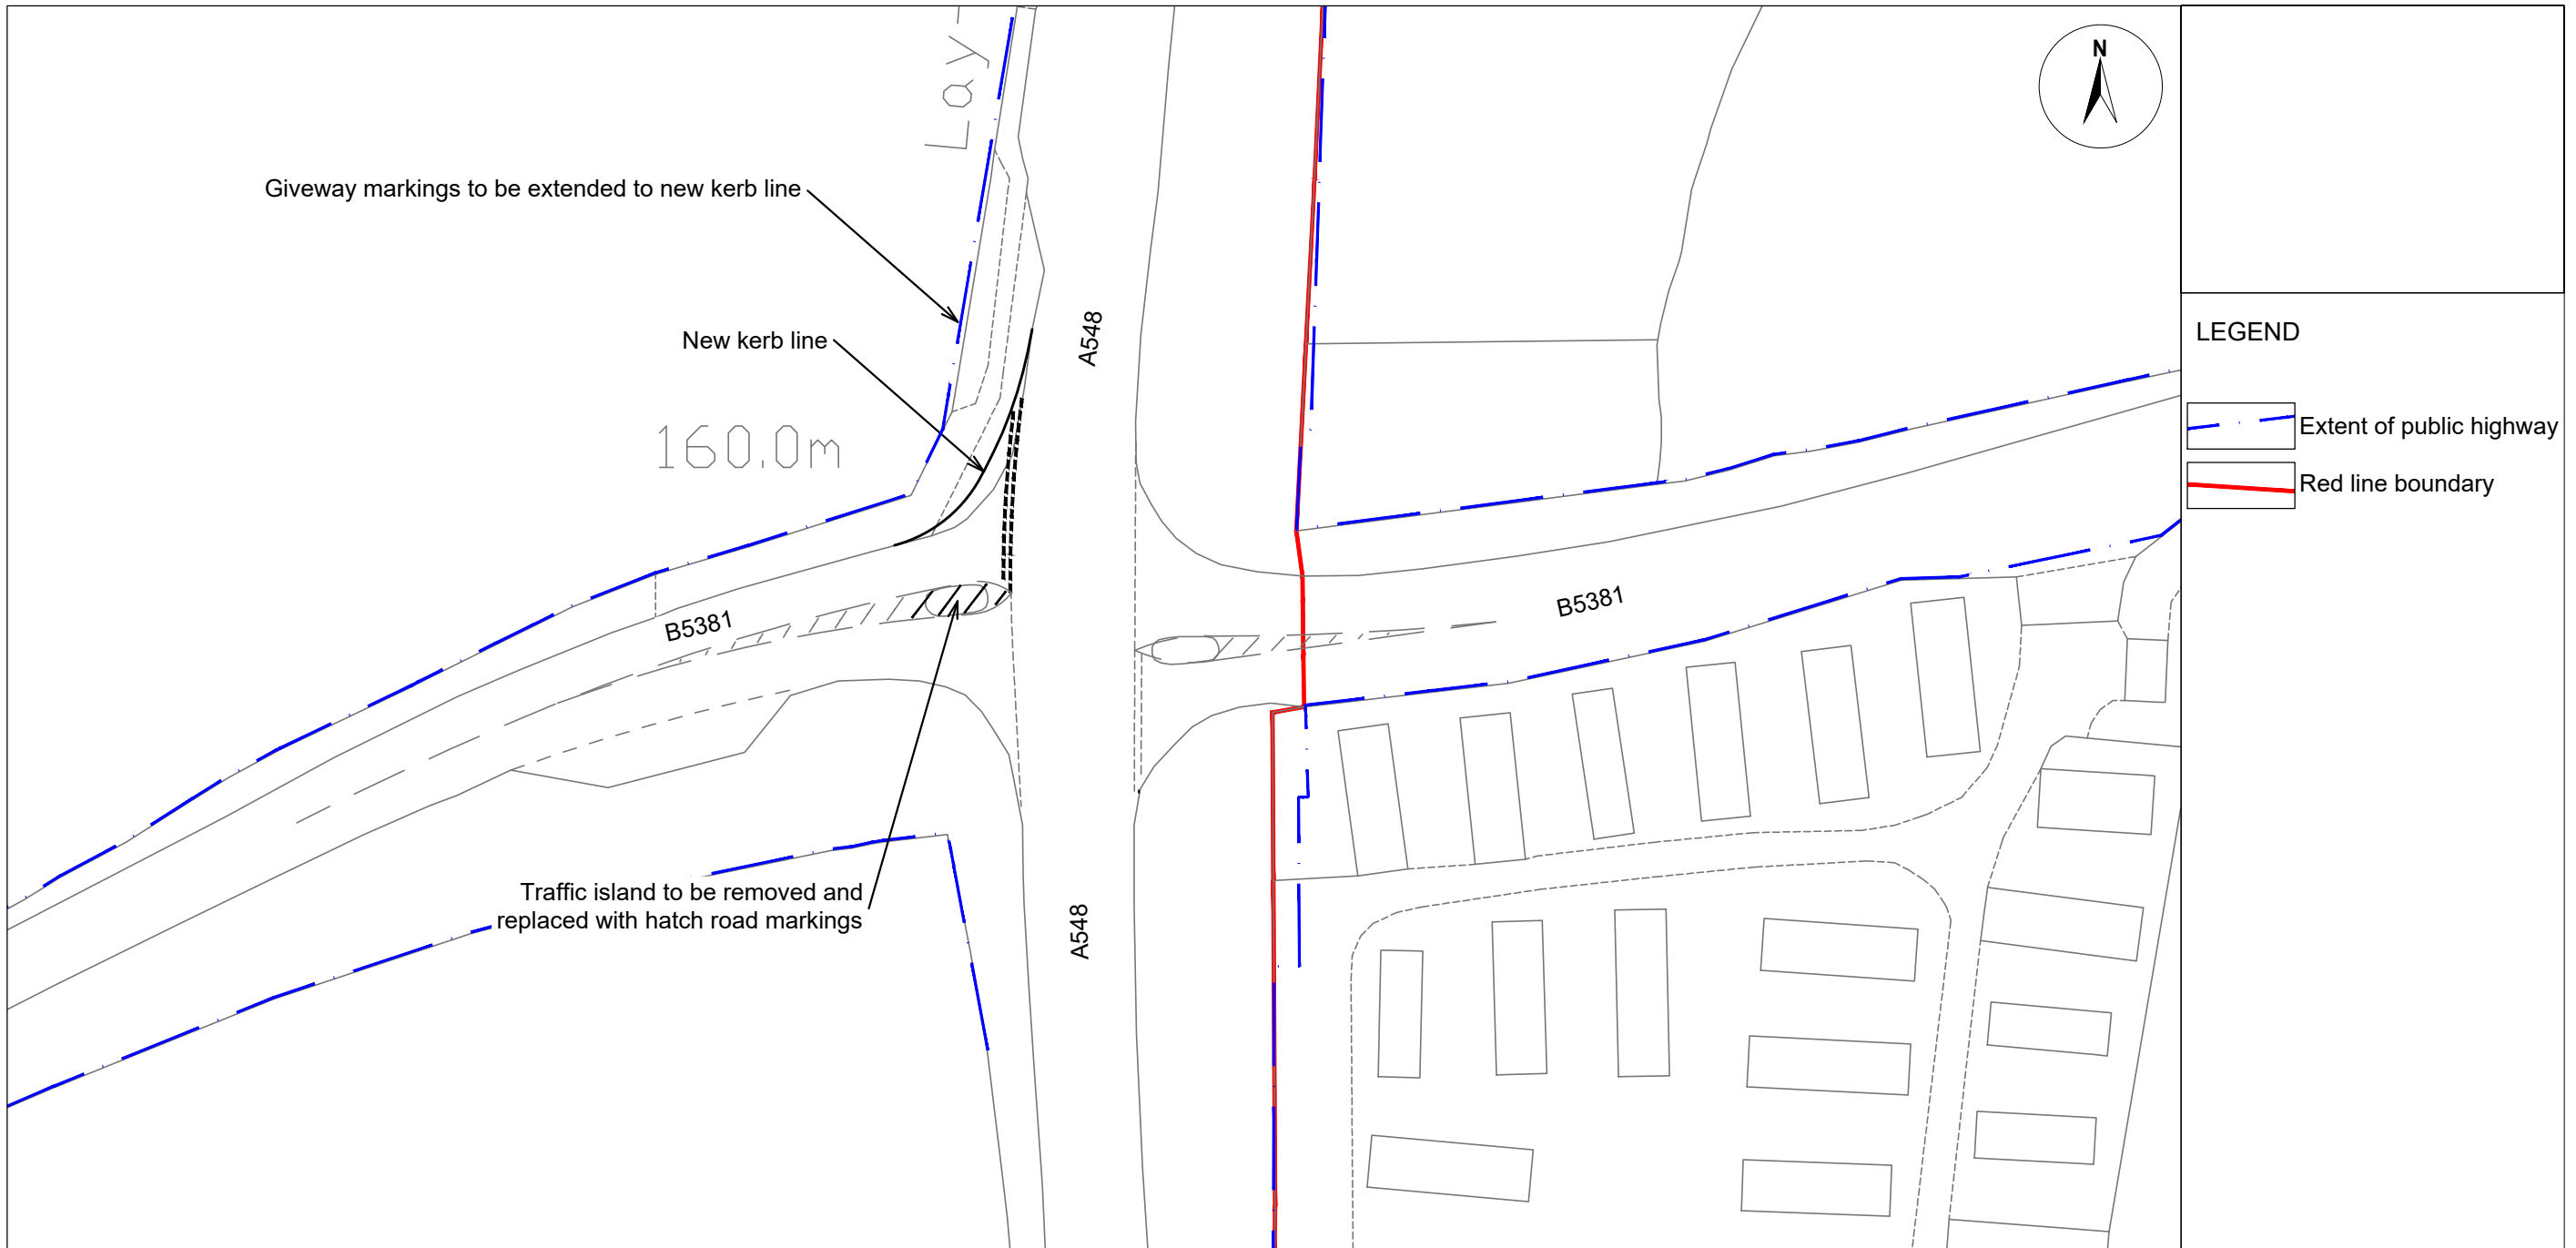 Lay
N
Giveway markings to be extended to new kerb line
New kerb line
A548
LEGEND
Extent of public highway
Red line boundary
160.0m
B5381
B5381
Traffic island to be removed and
replaced with hatch road markings
A548